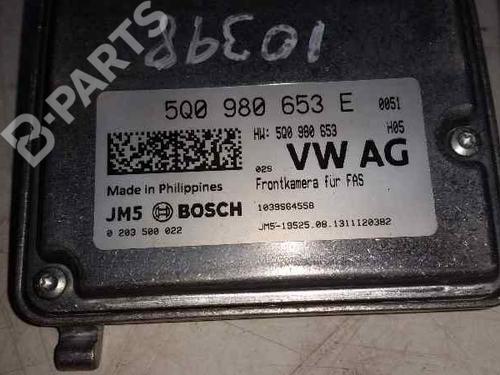 10398
B-PARTS
5Q0 980 653 E 0051
HW: 5Q0 980 653 H05
02S VW AG
Made in Philippines
Frontkamera für FAS
JM5 BOSCH
1039S64558
0 203 500 022
JM5-19525.08.1311120382